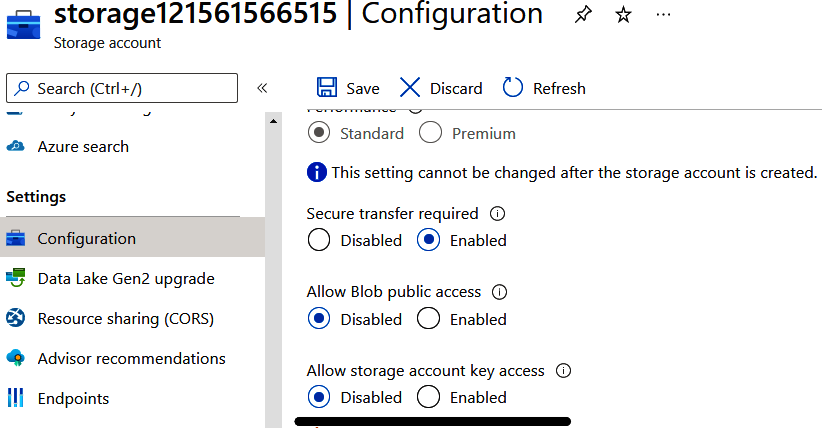 storage121561566515 | Configuration
Storage account
Search (Ctrl+/)
Azure search
Settings
Configuration
Data Lake Gen2 upgrade
Resource sharing (CORS)
Advisor recommendations
Endpoints
Save Discard Refresh
Performance
Standard Premium
This setting cannot be changed after the storage account is created.
Secure transfer required
Disabled Enabled
Allow Blob public access
Disabled Enabled
Allow storage account key access
Disabled Enabled